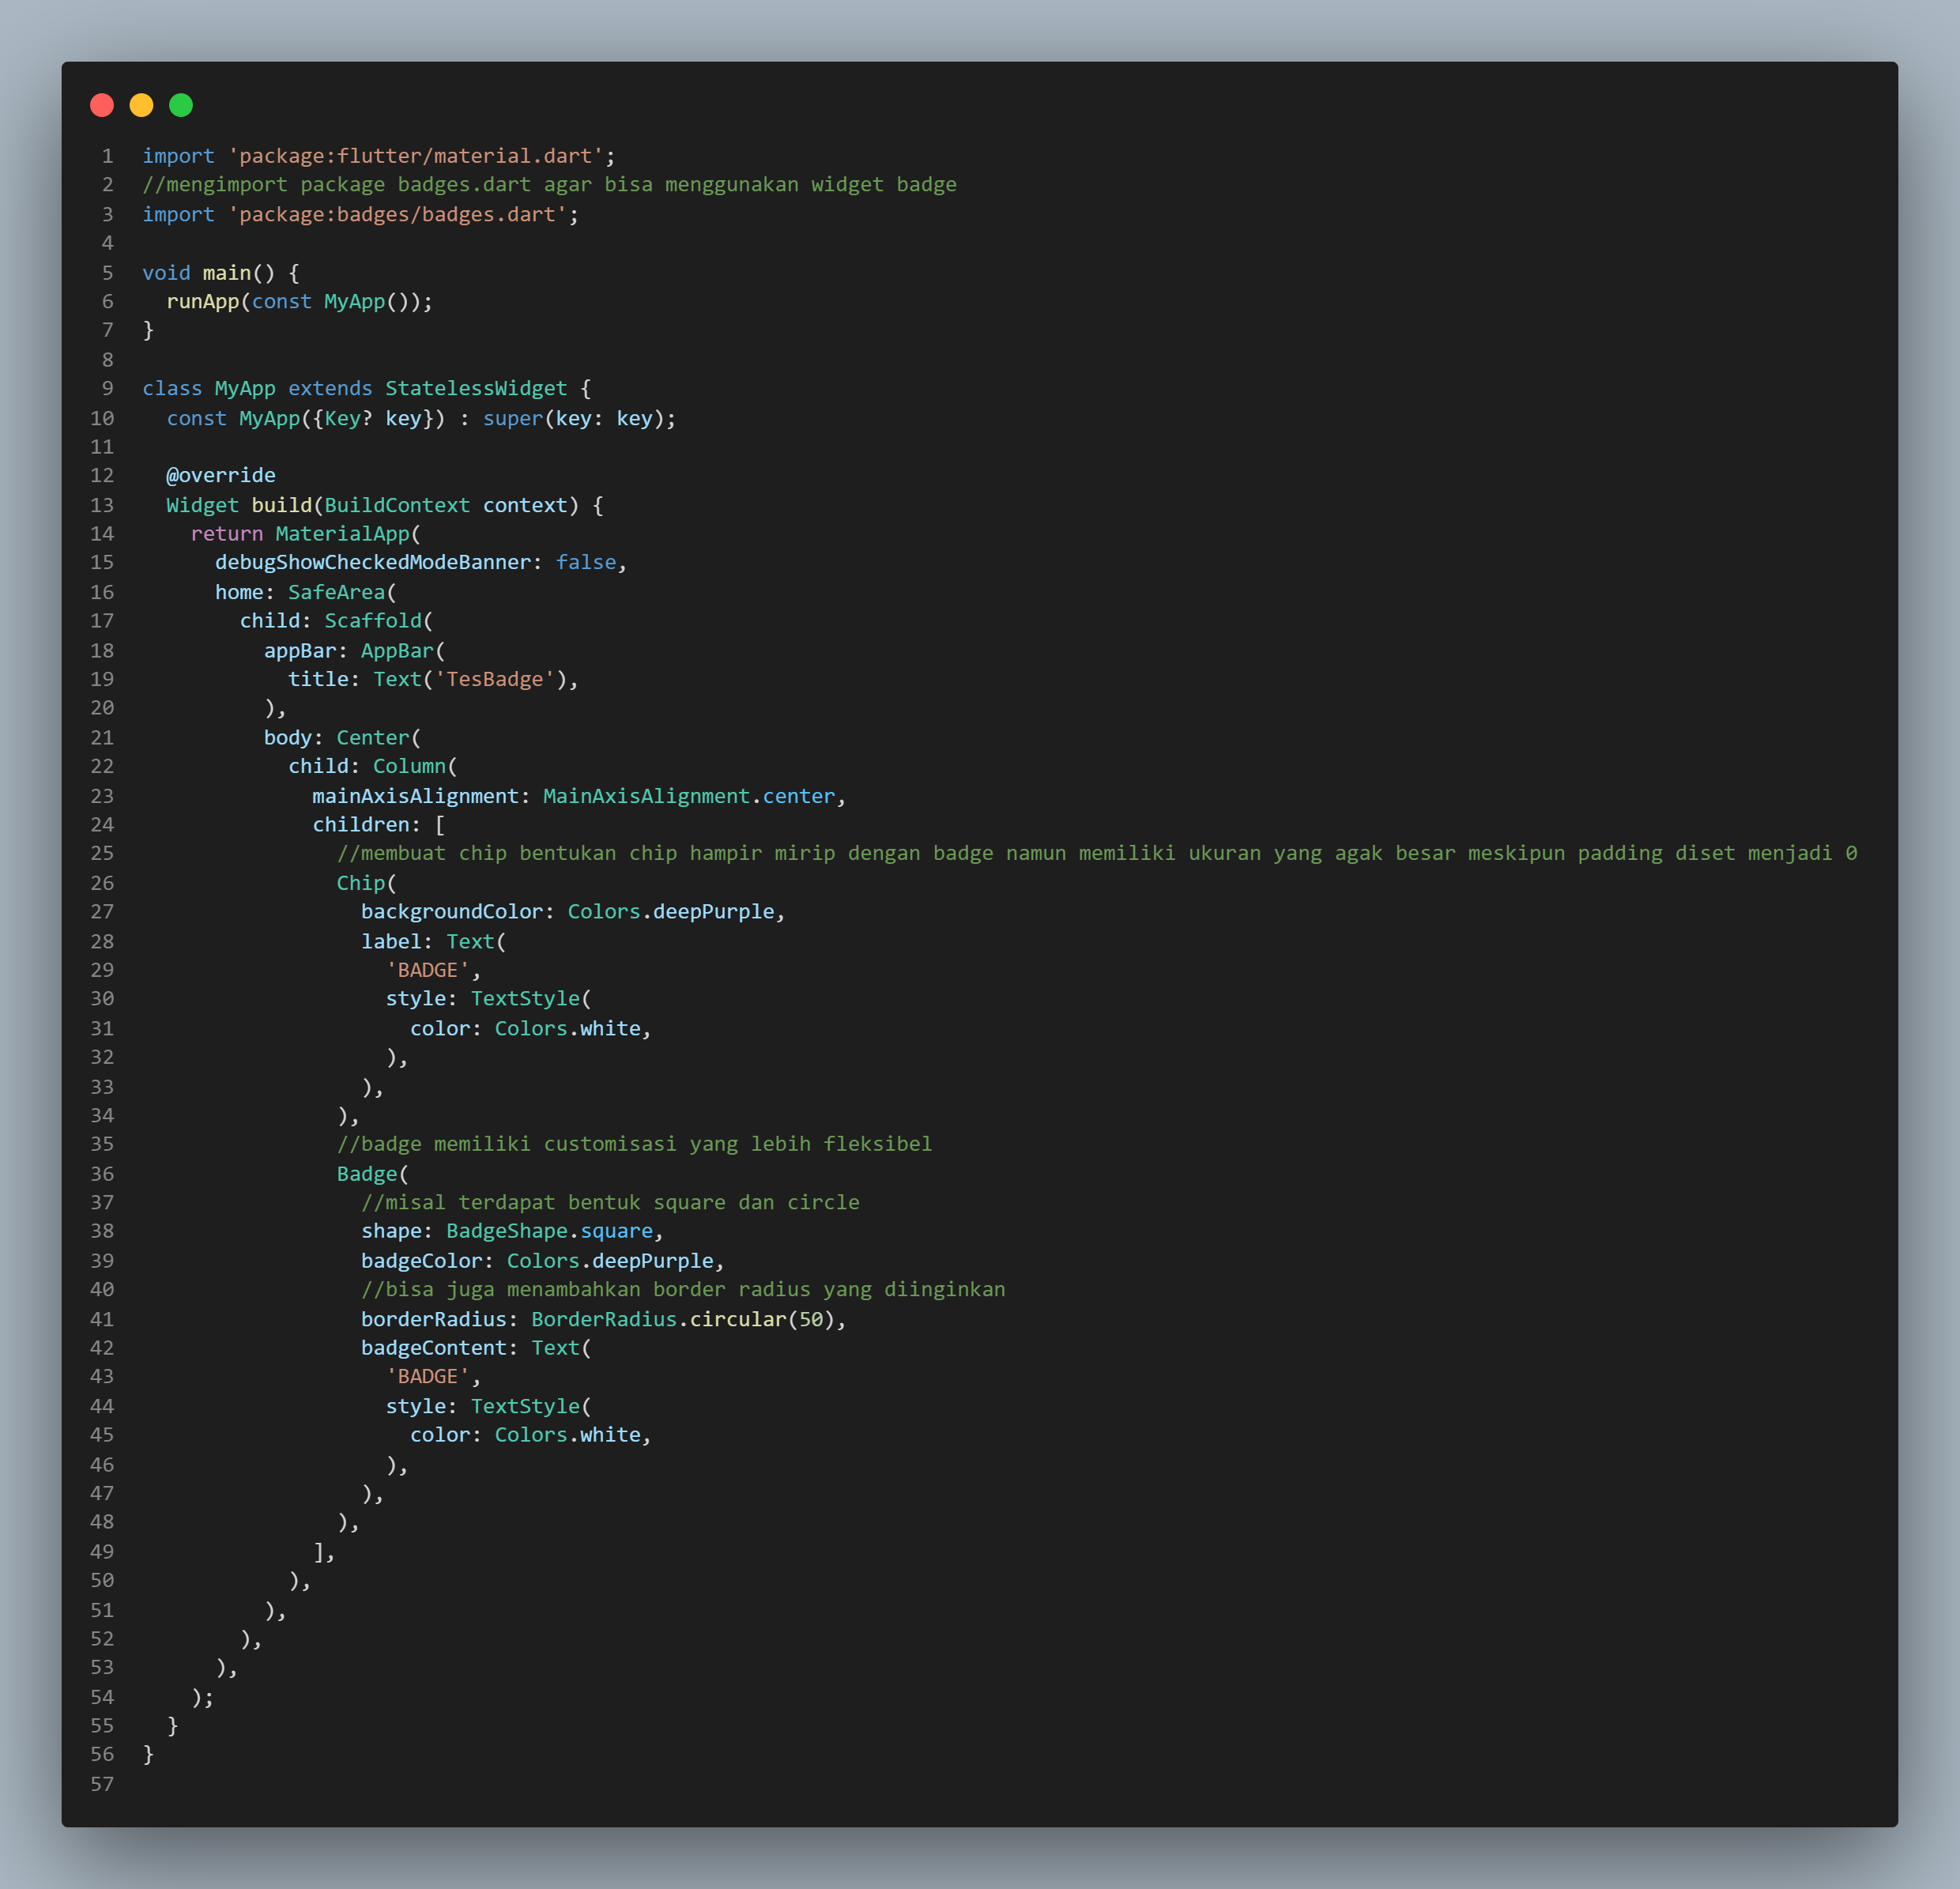 1 import 'package:flutter/material.dart';
2 //mengimport package badges.dart agar bisa menggunakan widget badge
3 import 'package:badges/badges.dart';
4
5 void main() {
6   runApp(const MyApp());
7 }
8
9 class MyApp extends StatelessWidget {
10   const MyApp({Key? key}) : super(key: key);
11
12   @override
13   Widget build(BuildContext context) {
14     return MaterialApp(
15       debugShowCheckedModeBanner: false,
16       home: SafeArea(
17         child: Scaffold(
18           appBar: AppBar(
19             title: Text('TesBadge'),
20           ),
21           body: Center(
22             child: Column(
23               mainAxisAlignment: MainAxisAlignment.center,
24               children: [
25                 //membuat chip bentukan chip hampir mirip dengan badge namun memiliki ukuran yang agak besar meskipun padding diset menjadi 0
26                 Chip(
27                   backgroundColor: Colors.deepPurple,
28                   label: Text(
29                     'BADGE',
30                     style: TextStyle(
31                       color: Colors.white,
32                     ),
33                   ),
34                 ),
35                 //badge memiliki customisasi yang lebih fleksibel
36                 Badge(
37                   //misal terdapat bentuk square dan circle
38                   shape: BadgeShape.square,
39                   badgeColor: Colors.deepPurple,
40                   //bisa juga menambahkan border radius yang diinginkan
41                   borderRadius: BorderRadius.circular(50),
42                   badgeContent: Text(
43                     'BADGE',
44                     style: TextStyle(
45                       color: Colors.white,
46                     ),
47                   ),
48                 ),
49               ],
50             ),
51           ),
52         ),
53       ),
54     );
55   }
56 }
57